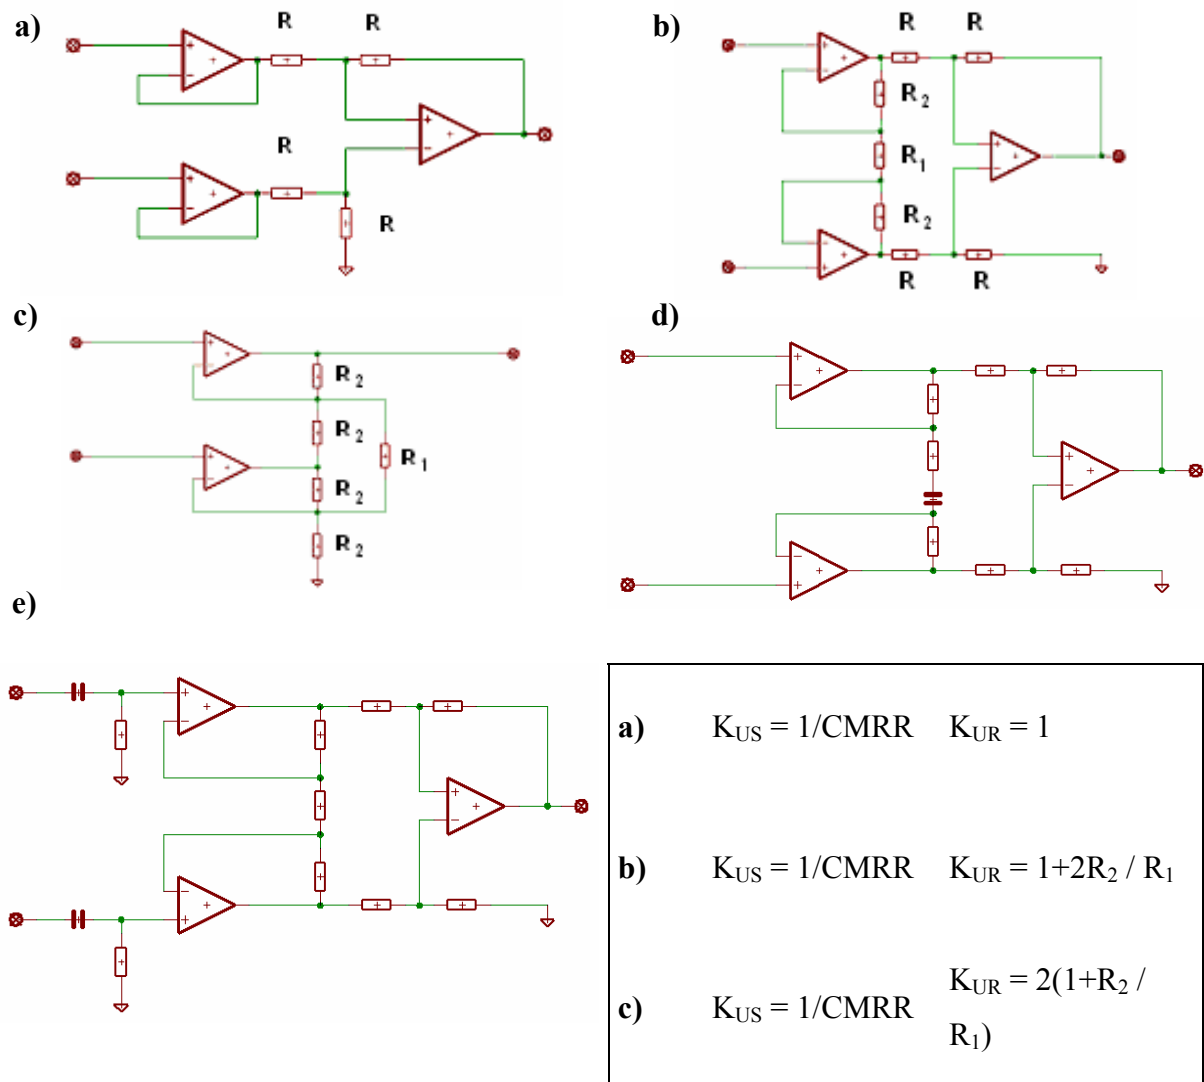 a)
R R
R
R
b)
R R
R2
R1
R2
R R
c)
R2
R2
R1
R2
R2
d)
e)
a) KUS = 1/CMRR KUR = 1
b) KUS = 1/CMRR KUR = 1+2R2 / R1
c) KUS = 1/CMRR KUR = 2(1+R2 /
R1)